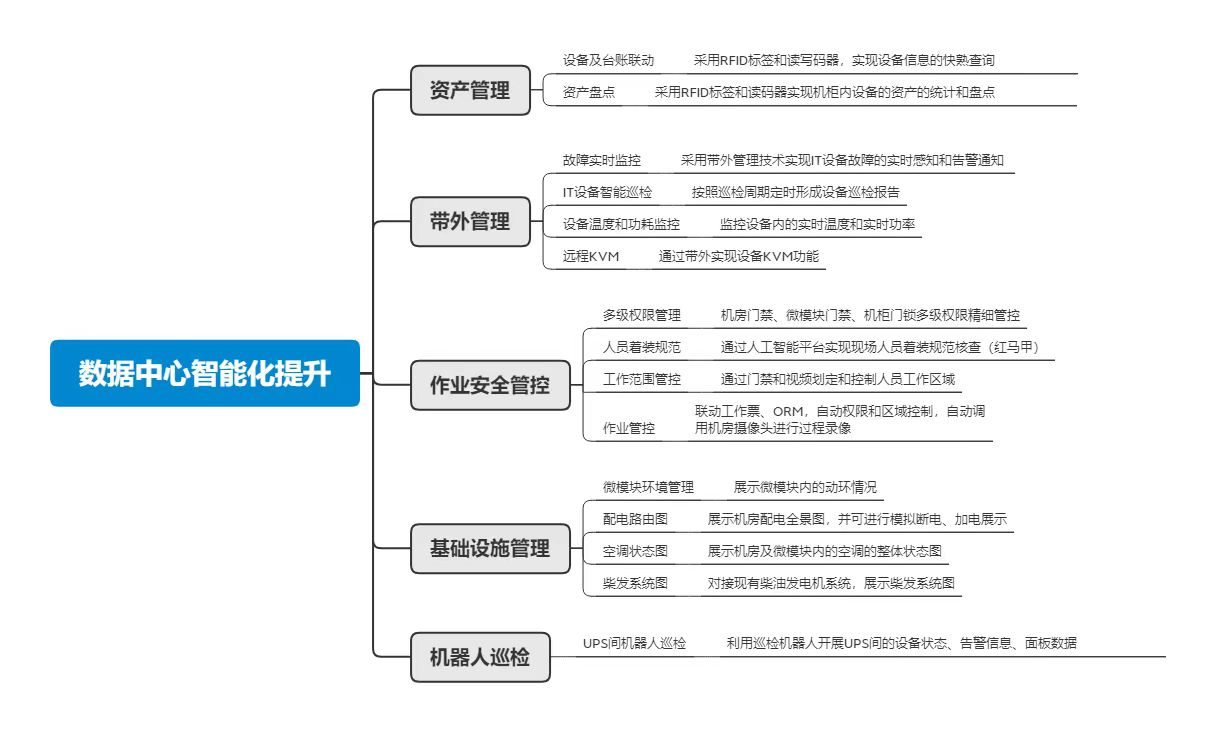 数据中心智能化提升
资产管理
设备及台账联动
采用RFID标签和读写码器，实现设备信息的快熟查询
资产盘点
采用RFID标签和读码器实现机柜内设备的资产的统计和盘点
带外管理
故障实时监控
采用带外管理技术实现IT设备故障的实时感知和告警通知
IT设备智能巡检
按照巡检周期定时形成设备巡检报告
设备温度和功耗监控
监控设备内的实时温度和实时功率
远程KVM
通过带外实现设备KVM功能
作业安全管控
多级权限管理
机房门禁、微模块门禁、机柜门锁多级权限精细管控
人员着装规范
通过人工智能平台实现现场人员着装规范核查（红马甲）
工作范围管控
通过门禁和视频划定和控制人员工作区域
作业管控
联动工作票、ORM，自动权限和区域控制，自动调
用机房摄像头进行过程录像
基础设施管理
微模块环境管理
展示微模块内的动环情况
配电路由图
展示机房配电全景图，并可进行模拟断电、加电展示
空调状态图
展示机房及微模块内的空调的整体状态图
柴发系统图
对接现有柴油发电机系统，展示柴发系统图
机器人巡检
UPS间机器人巡检
利用巡检机器人开展UPS间的设备状态、告警信息、面板数据